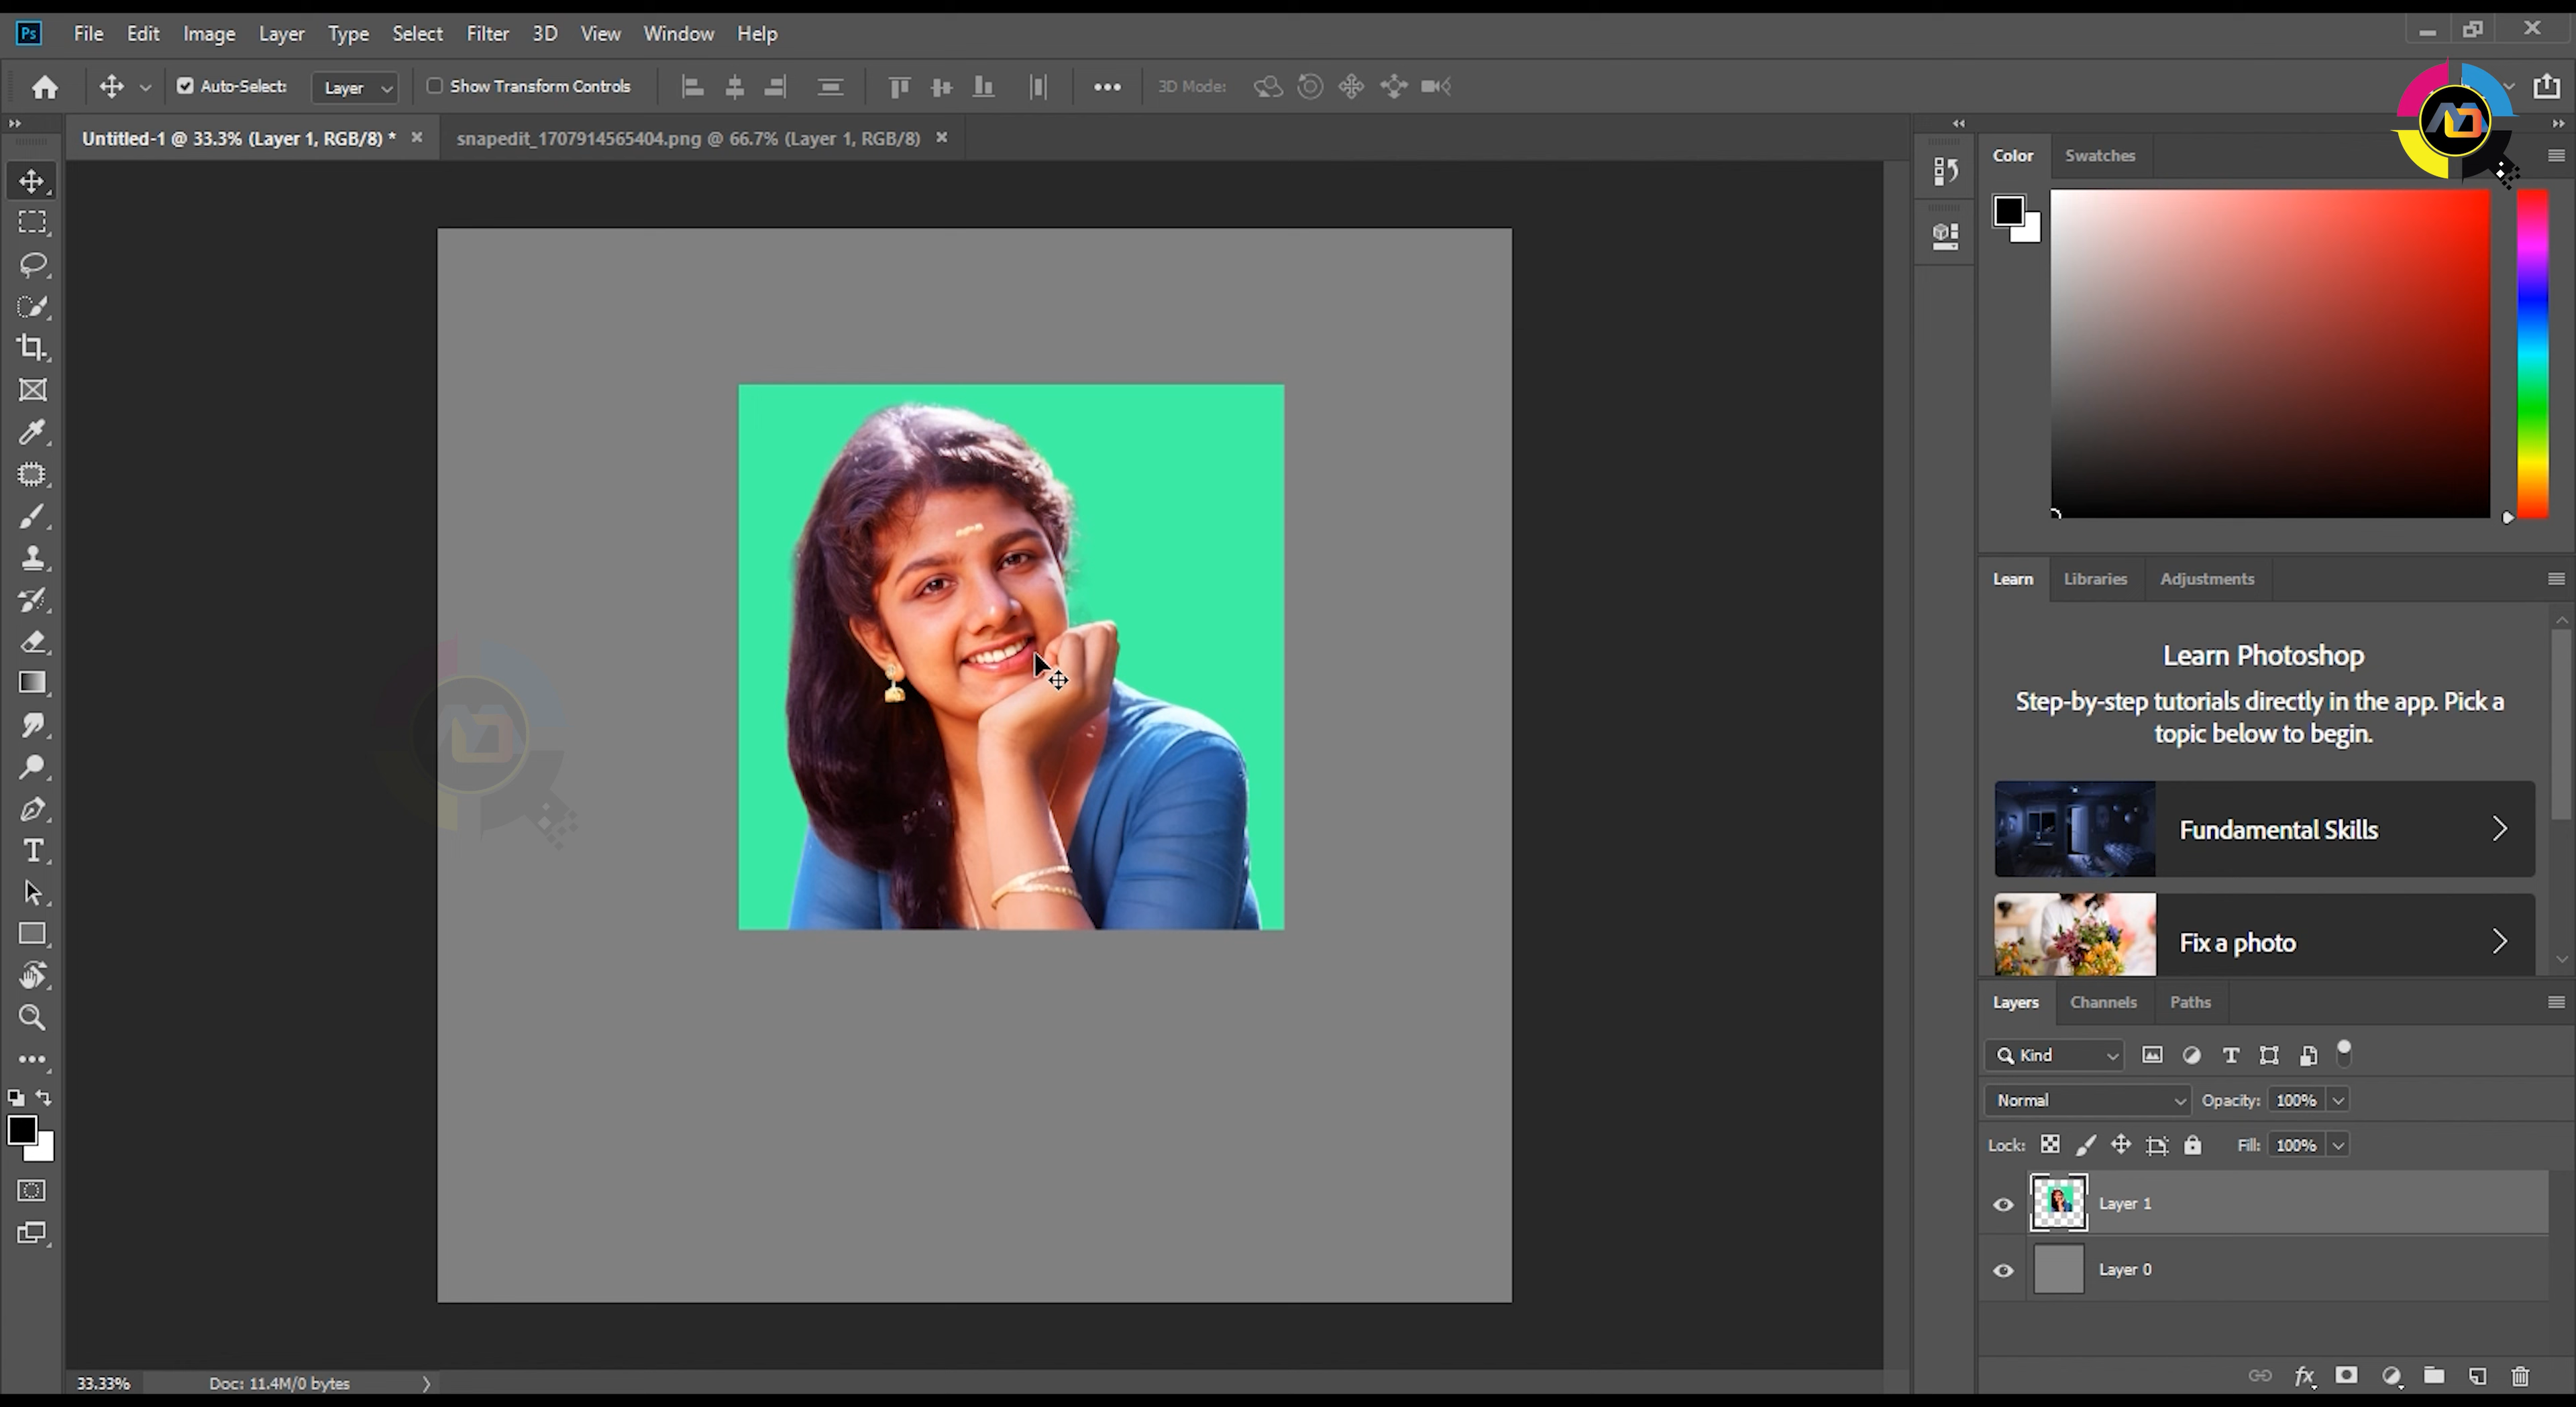 Ps File Edit Image Layer Type Select Filter 3D View Window Help
Auto-Select: Layer Show Transform Controls 3D Mode:
Untitled-1 @ 33.3% (Layer 1, RGB/8) * snapedit_1707914565404.png @ 66.7% (Layer 1, RGB/8)
Color Swatches
Learn Libraries Adjustments
Learn Photoshop
Step-by-step tutorials directly in the app. Pick a
topic below to begin.
Fundamental Skills
Fix a photo
Layers Channels Paths
Kind
Normal Opacity: 100%
Lock: Fill: 100%
Layer 1
Layer 0
33.33% Doc: 11.4M/0 bytes
fx